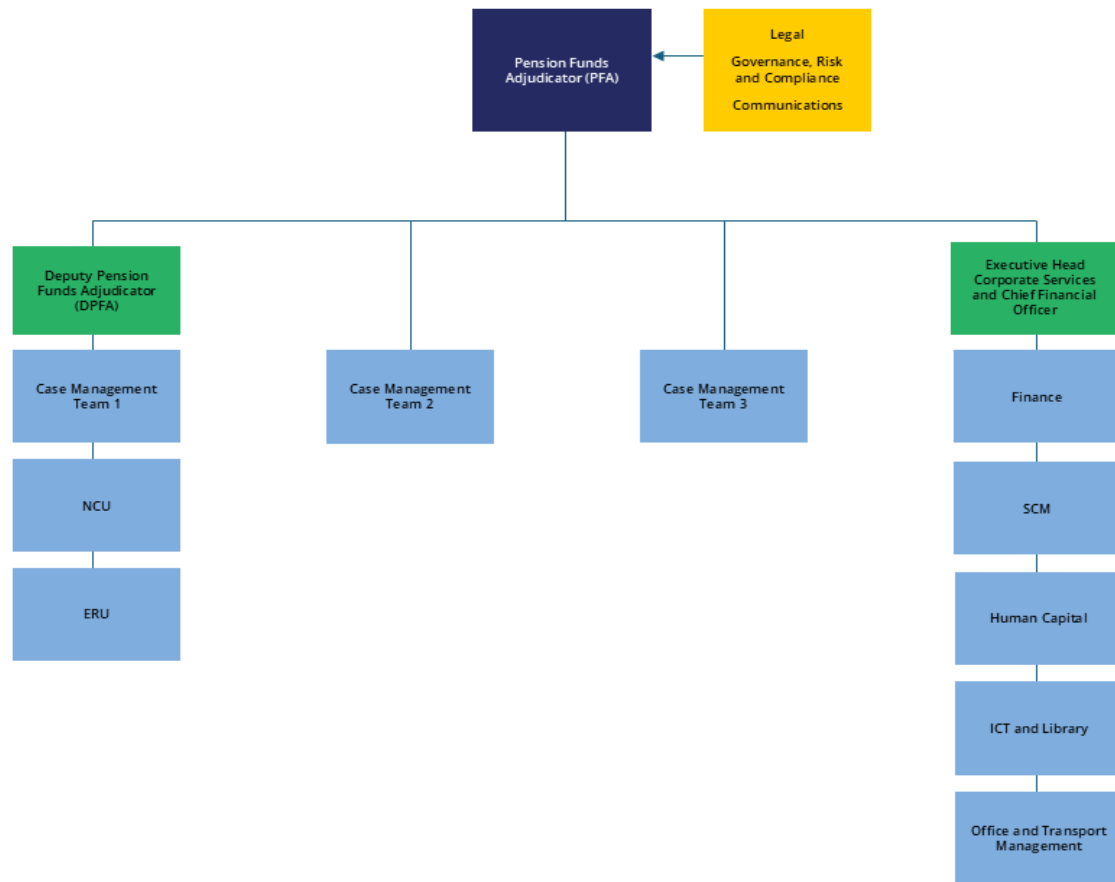 Pension Funds
Adjudicator (PFA)
Legal
Governance, Risk
and Compliance
Communications
Deputy Pension
Funds Adjudicator
(DPFA)
Executive Head
Corporate Services
and Chief Financial
Officer
Case Management
Team 1
Case Management
Team 2
Case Management
Team 3
Finance
NCU
SCM
ERU
Human Capital
ICT and Library
Office and Transport
Management